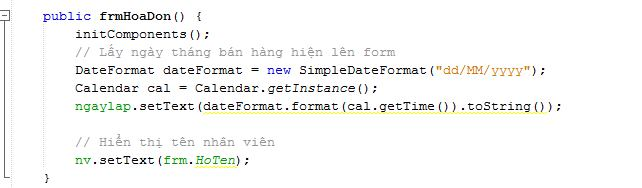 public frmHoaDon() {
initComponents();
// Lấy ngày tháng bán hàng hiện lên form
DateFormat dateFormat = new SimpleDateFormat("dd/MM/yyyy");
Calendar cal = Calendar.getInstance();
ngaylap.setText(dateFormat.format(cal.getTime()).toString());
// Hiển thị tên nhân viên
nv.setText(frm.HoTen);
}